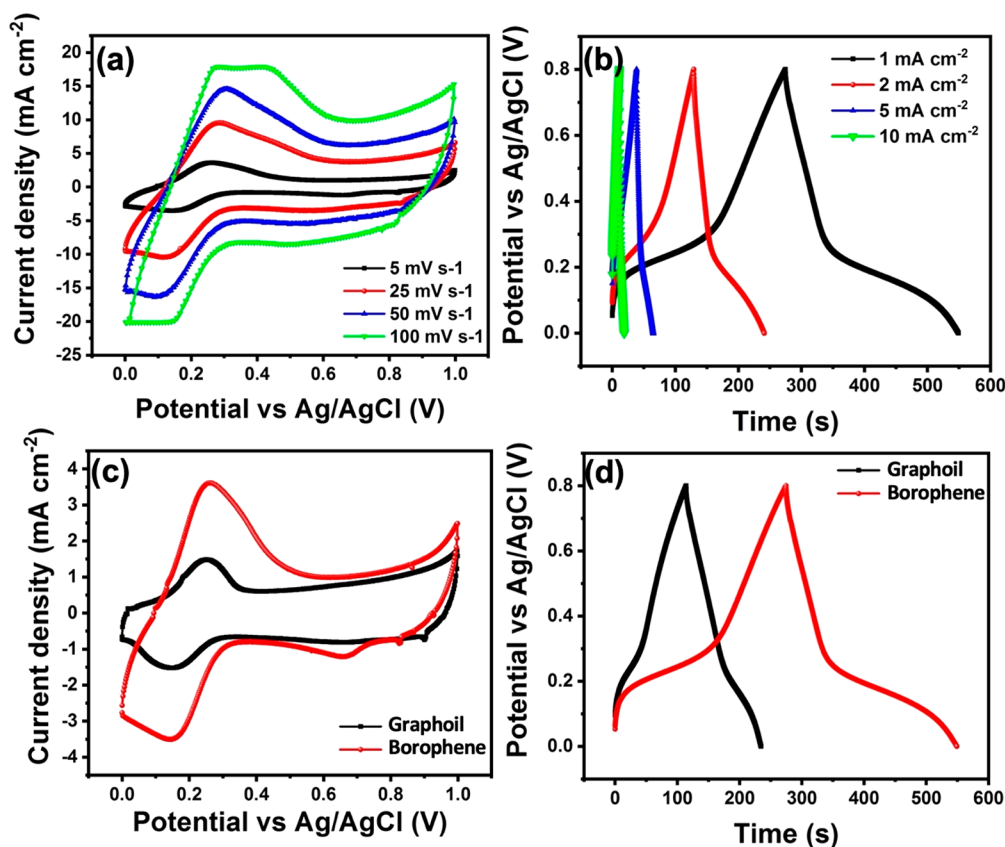 (a)
Current density (mA cm-2)
25
20
15
10
5
0
-5
-10
-15
-20
-25
5 mV s-1
25 mV s-1
50 mV s-1
100 mV s-1
0.0 0.2 0.4 0.6 0.8 1.0
Potential vs Ag/AgCl (V)
(b)
Potential vs Ag/AgCl (V)
0.8
0.6
0.4
0.2
0.0
1 mA cm-2
2 mA cm-2
5 mA cm-2
10 mA cm-2
0 100 200 300 400 500 600
Time (s)
(c)
Current density (mA cm-2)
4
3
2
1
0
-1
-2
-3
-4
Graphoil
Borophene
0.0 0.2 0.4 0.6 0.8 1.0
Potential vs Ag/AgCl (V)
(d)
Potential vs Ag/AgCl (V)
0.8
0.6
0.4
0.2
0.0
Graphoil
Borophene
0 100 200 300 400 500 600
Time (s)